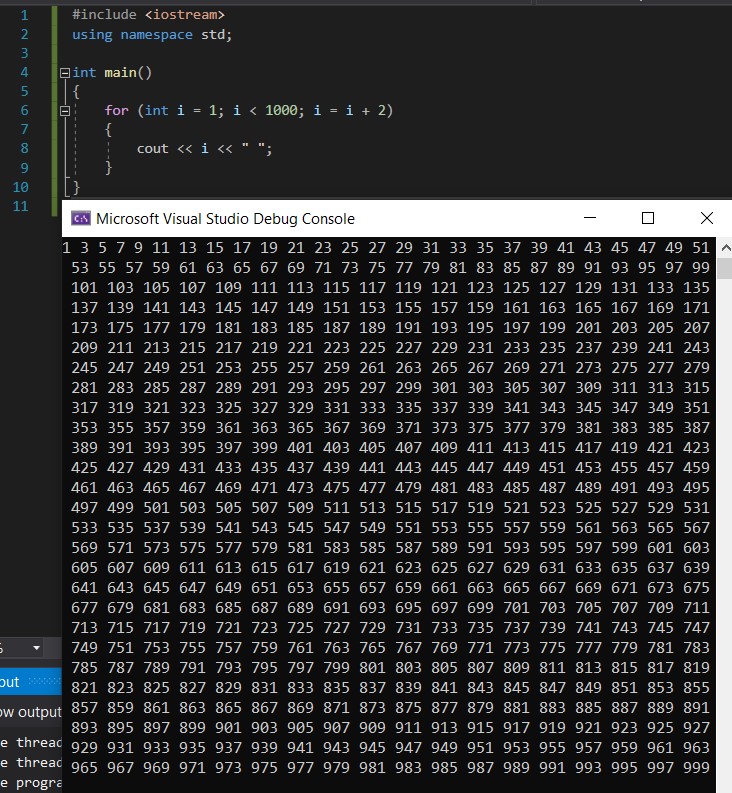 1 #include <iostream>
2 using namespace std;
3
4 int main()
5 {
6 for (int i = 1; i < 1000; i = i + 2)
7 {
8 cout << i << " ";
9 }
10 }
11
Microsoft Visual Studio Debug Console
1 3 5 7 9 11 13 15 17 19 21 23 25 27 29 31 33 35 37 39 41 43 45 47 49 51
53 55 57 59 61 63 65 67 69 71 73 75 77 79 81 83 85 87 89 91 93 95 97 99
101 103 105 107 109 111 113 115 117 119 121 123 125 127 129 131 133 135
137 139 141 143 145 147 149 151 153 155 157 159 161 163 165 167 169 171
173 175 177 179 181 183 185 187 189 191 193 195 197 199 201 203 205 207
209 211 213 215 217 219 221 223 225 227 229 231 233 235 237 239 241 243
245 247 249 251 253 255 257 259 261 263 265 267 269 271 273 275 277 279
281 283 285 287 289 291 293 295 297 299 301 303 305 307 309 311 313 315
317 319 321 323 325 327 329 331 333 335 337 339 341 343 345 347 349 351
353 355 357 359 361 363 365 367 369 371 373 375 377 379 381 383 385 387
389 391 393 395 397 399 401 403 405 407 409 411 413 415 417 419 421 423
425 427 429 431 433 435 437 439 441 443 445 447 449 451 453 455 457 459
461 463 465 467 469 471 473 475 477 479 481 483 485 487 489 491 493 495
497 499 501 503 505 507 509 511 513 515 517 519 521 523 525 527 529 531
533 535 537 539 541 543 545 547 549 551 553 555 557 559 561 563 565 567
569 571 573 575 577 579 581 583 585 587 589 591 593 595 597 599 601 603
605 607 609 611 613 615 617 619 621 623 625 627 629 631 633 635 637 639
641 643 645 647 649 651 653 655 657 659 661 663 665 667 669 671 673 675
677 679 681 683 685 687 689 691 693 695 697 699 701 703 705 707 709 711
713 715 717 719 721 723 725 727 729 731 733 735 737 739 741 743 745 747
749 751 753 755 757 759 761 763 765 767 769 771 773 775 777 779 781 783
785 787 789 791 793 795 797 799 801 803 805 807 809 811 813 815 817 819
821 823 825 827 829 831 833 835 837 839 841 843 845 847 849 851 853 855
857 859 861 863 865 867 869 871 873 875 877 879 881 883 885 887 889 891
893 895 897 899 901 903 905 907 909 911 913 915 917 919 921 923 925 927
929 931 933 935 937 939 941 943 945 947 949 951 953 955 957 959 961 963
965 967 969 971 973 975 977 979 981 983 985 987 989 991 993 995 997 999
%
put
ow output
e thread
e thread
e progra